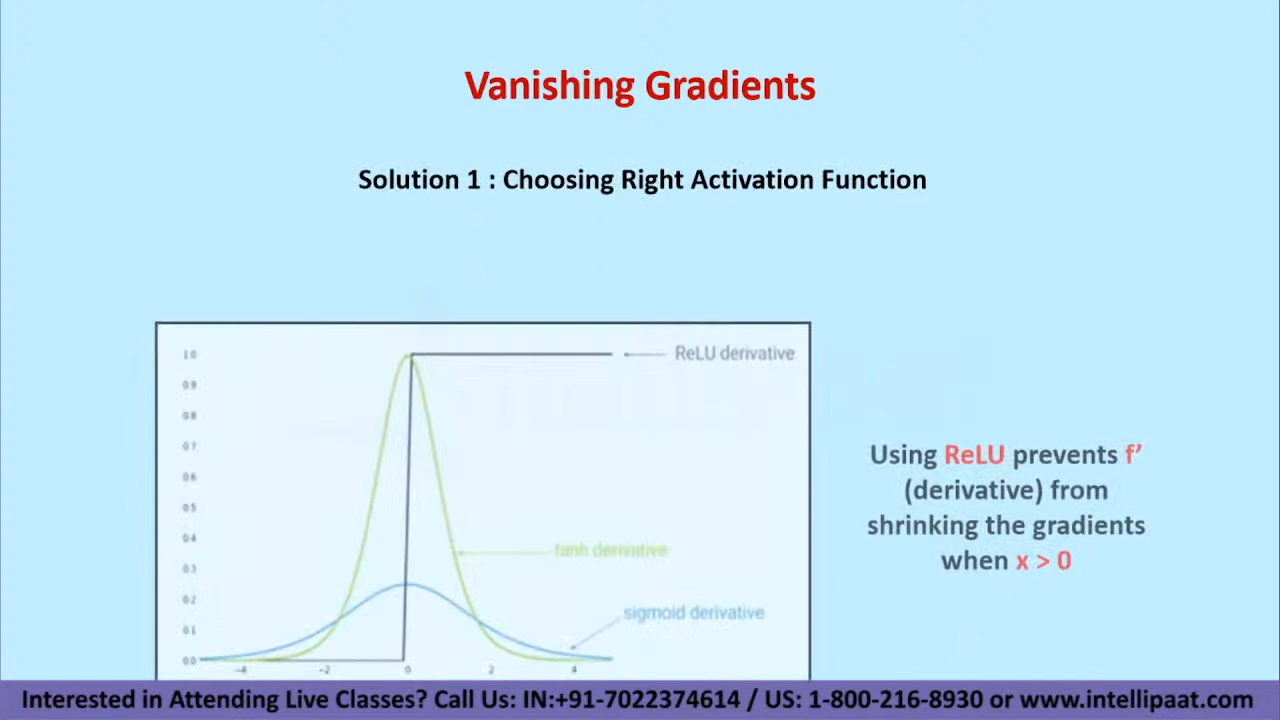 Vanishing Gradients
Solution 1 : Choosing Right Activation Function
1.0
ReLU derivative
0.9
0.8
0.7
0.6
0.5
0.4
tanh derivative
0.3
0.2
sigmoid derivative
0.1
0.0
-4 -2 0 2 4
Using ReLU prevents f’
(derivative) from
shrinking the gradients
when x > 0
Interested in Attending Live Classes? Call Us: IN:+91-7022374614 / US: 1-800-216-8930 or www.intellipaat.com